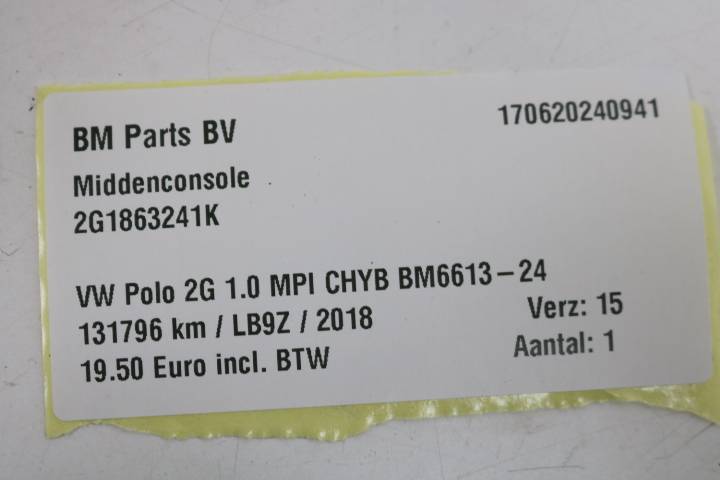 BM Parts BV 170620240941
Middenconsole
2G1863241K
VW Polo 2G 1.0 MPI CHYB BM6613-24
131796 km / LB9Z / 2018 Verz: 15
19.50 Euro incl. BTW Aantal: 1